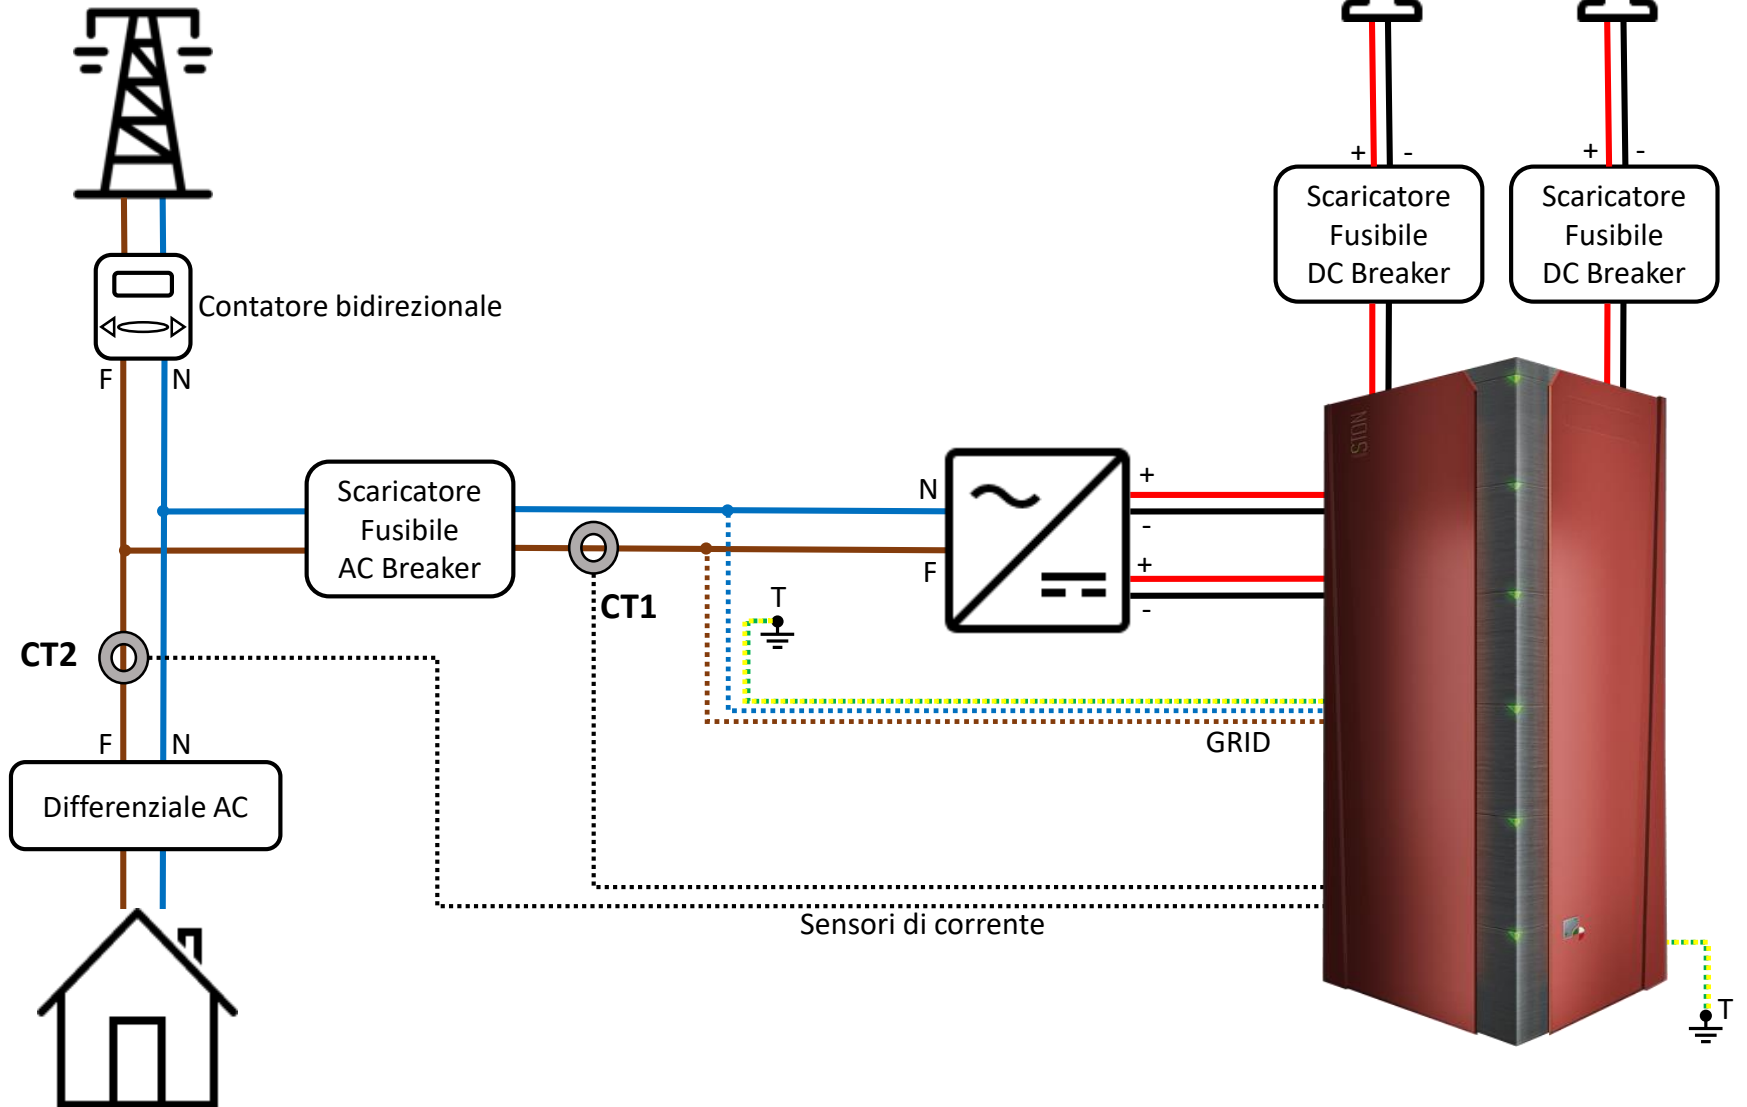 + -
+ -
Scaricatore
Fusibile
DC Breaker
Scaricatore
Fusibile
DC Breaker
Contatore bidirezionale
F N
Scaricatore
Fusibile
AC Breaker
N
F
+
-
+
-
CT1
T
CT2
F N
GRID
Differenziale AC
Sensori di corrente
T